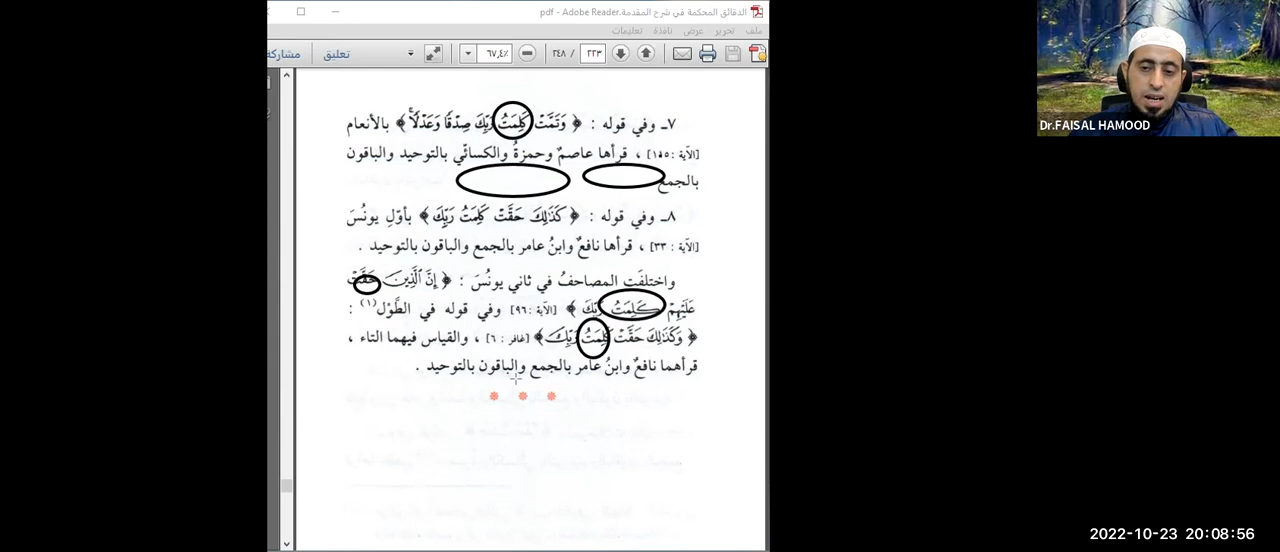 الدقائق المحكمة في شرح المقدمة.pdf - Adobe Reader
ملف تحرير عرض نافذة تعليمات
٢٢٣ / ٢٤٨ ٦٧,٤٪ تعليق مشاركة
Dr.FAISAL HAMOOD
٧ـ وفي قوله : ﴿ وَتَمَّتْ كَلِمَتُ رَبِّكَ صِدْقًا وَعَدْلًا ﴾ بالأنعام
[الآية : ١١٥] ، قرأها عاصمٌ وحمزةُ والكسائي بالتوحيد والباقون
بالجمع
٨ـ وفي قوله : ﴿ كَذَٰلِكَ حَقَّتْ كَلِمَتُ رَبِّكَ ﴾ بأوّلِ يونُسَ
[الآية : ٣٣] ، قرأها نافعٌ وابنُ عامر بالجمع والباقون بالتوحيد .
واختلفَت المصاحفُ في ثاني يونُسَ : ﴿ إِنَّ الَّذِينَ حَقَّتْ
عَلَيْهِمْ كَلِمَتُ رَبِّكَ ﴾ [الآية : ٩٦] وفي قوله في الطَّوْل(١) :
﴿ وَكَذَٰلِكَ حَقَّتْ كَلِمَتُ رَبِّكَ ﴾ [غافر : ٦] ، والقياس فيهما التاء ،
قرأهما نافعٌ وابنُ عامر بالجمع والباقون بالتوحيد .
2022-10-23 20:08:56